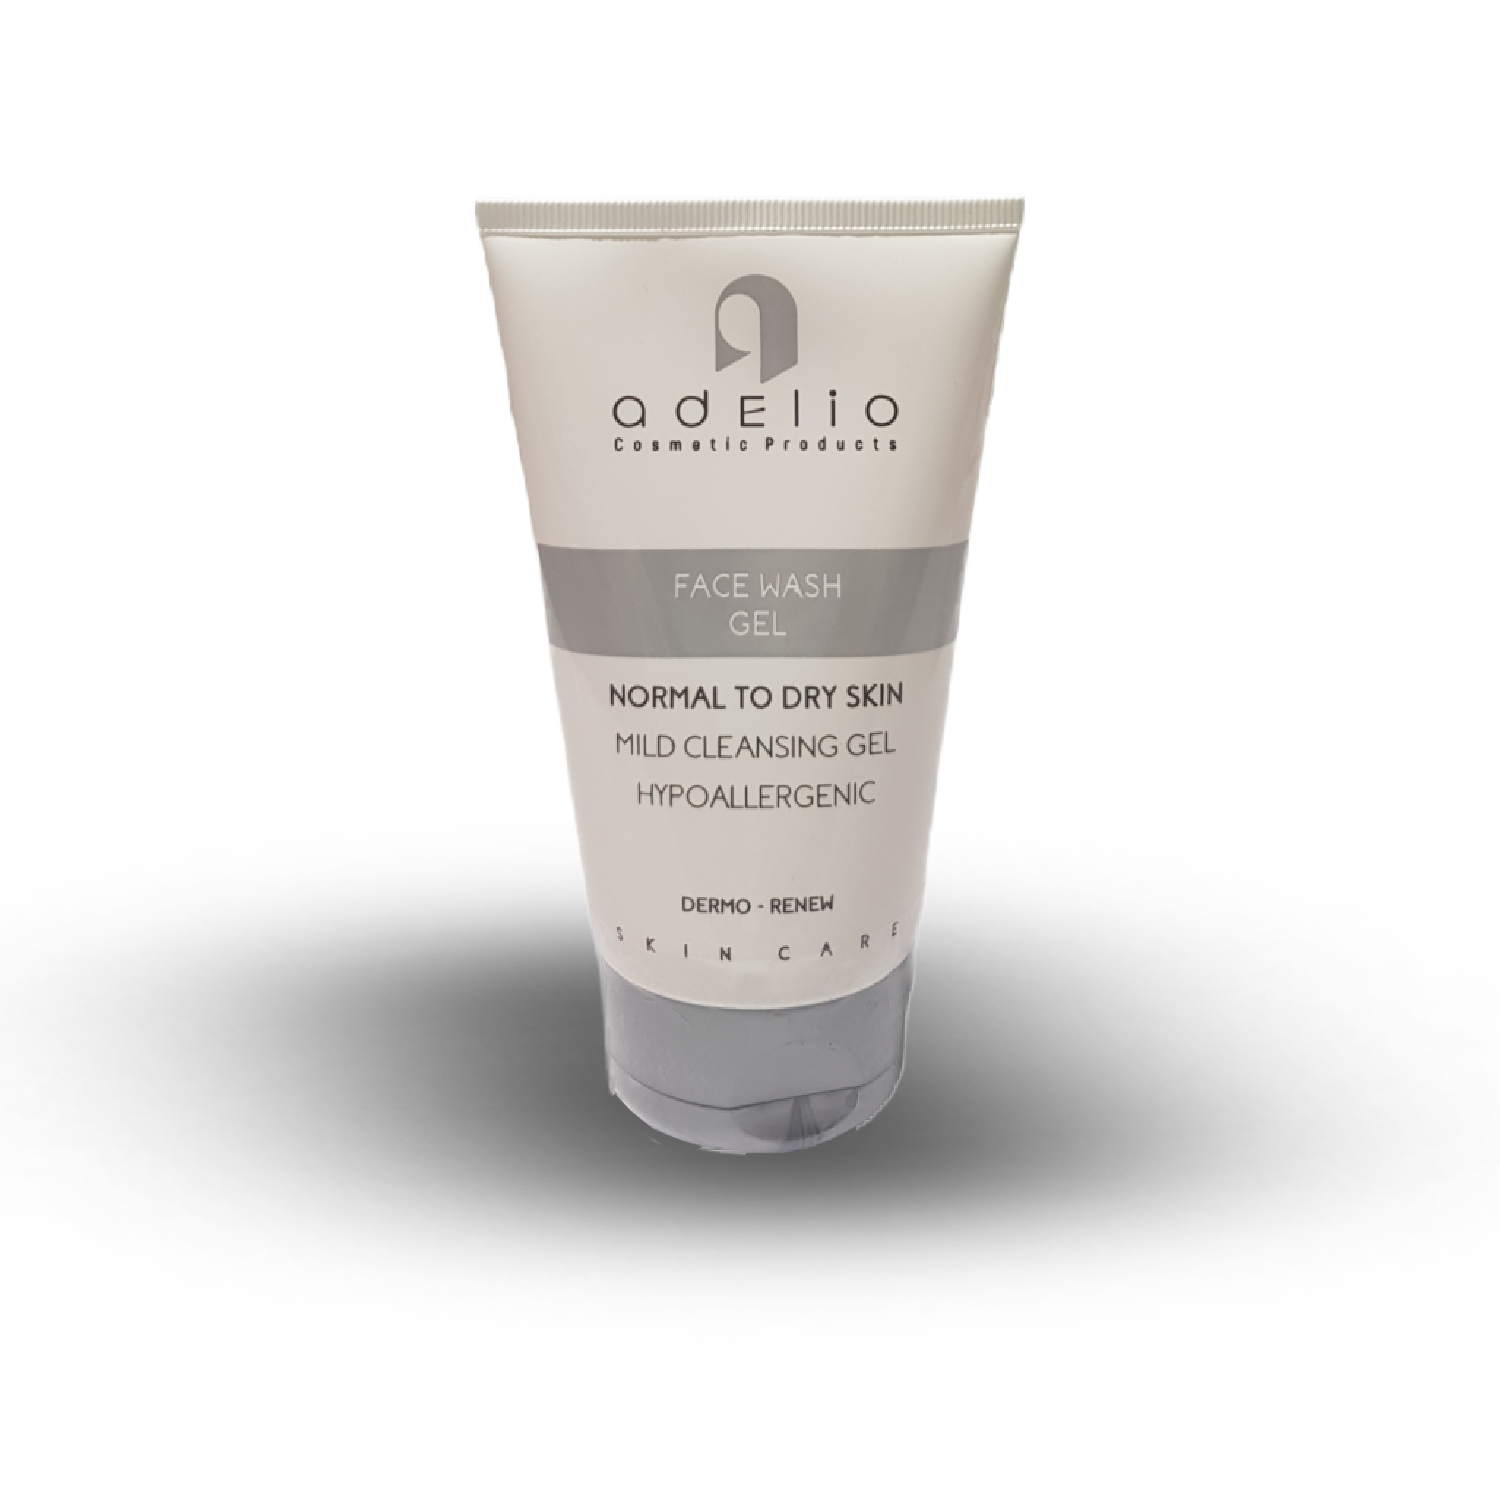 adElio
Cosmetic Products
FACE WASH
GEL
NORMAL TO DRY SKIN
MILD CLEANSING GEL
HYPOALLERGENIC
DERMO - RENEW
SKIN CARE